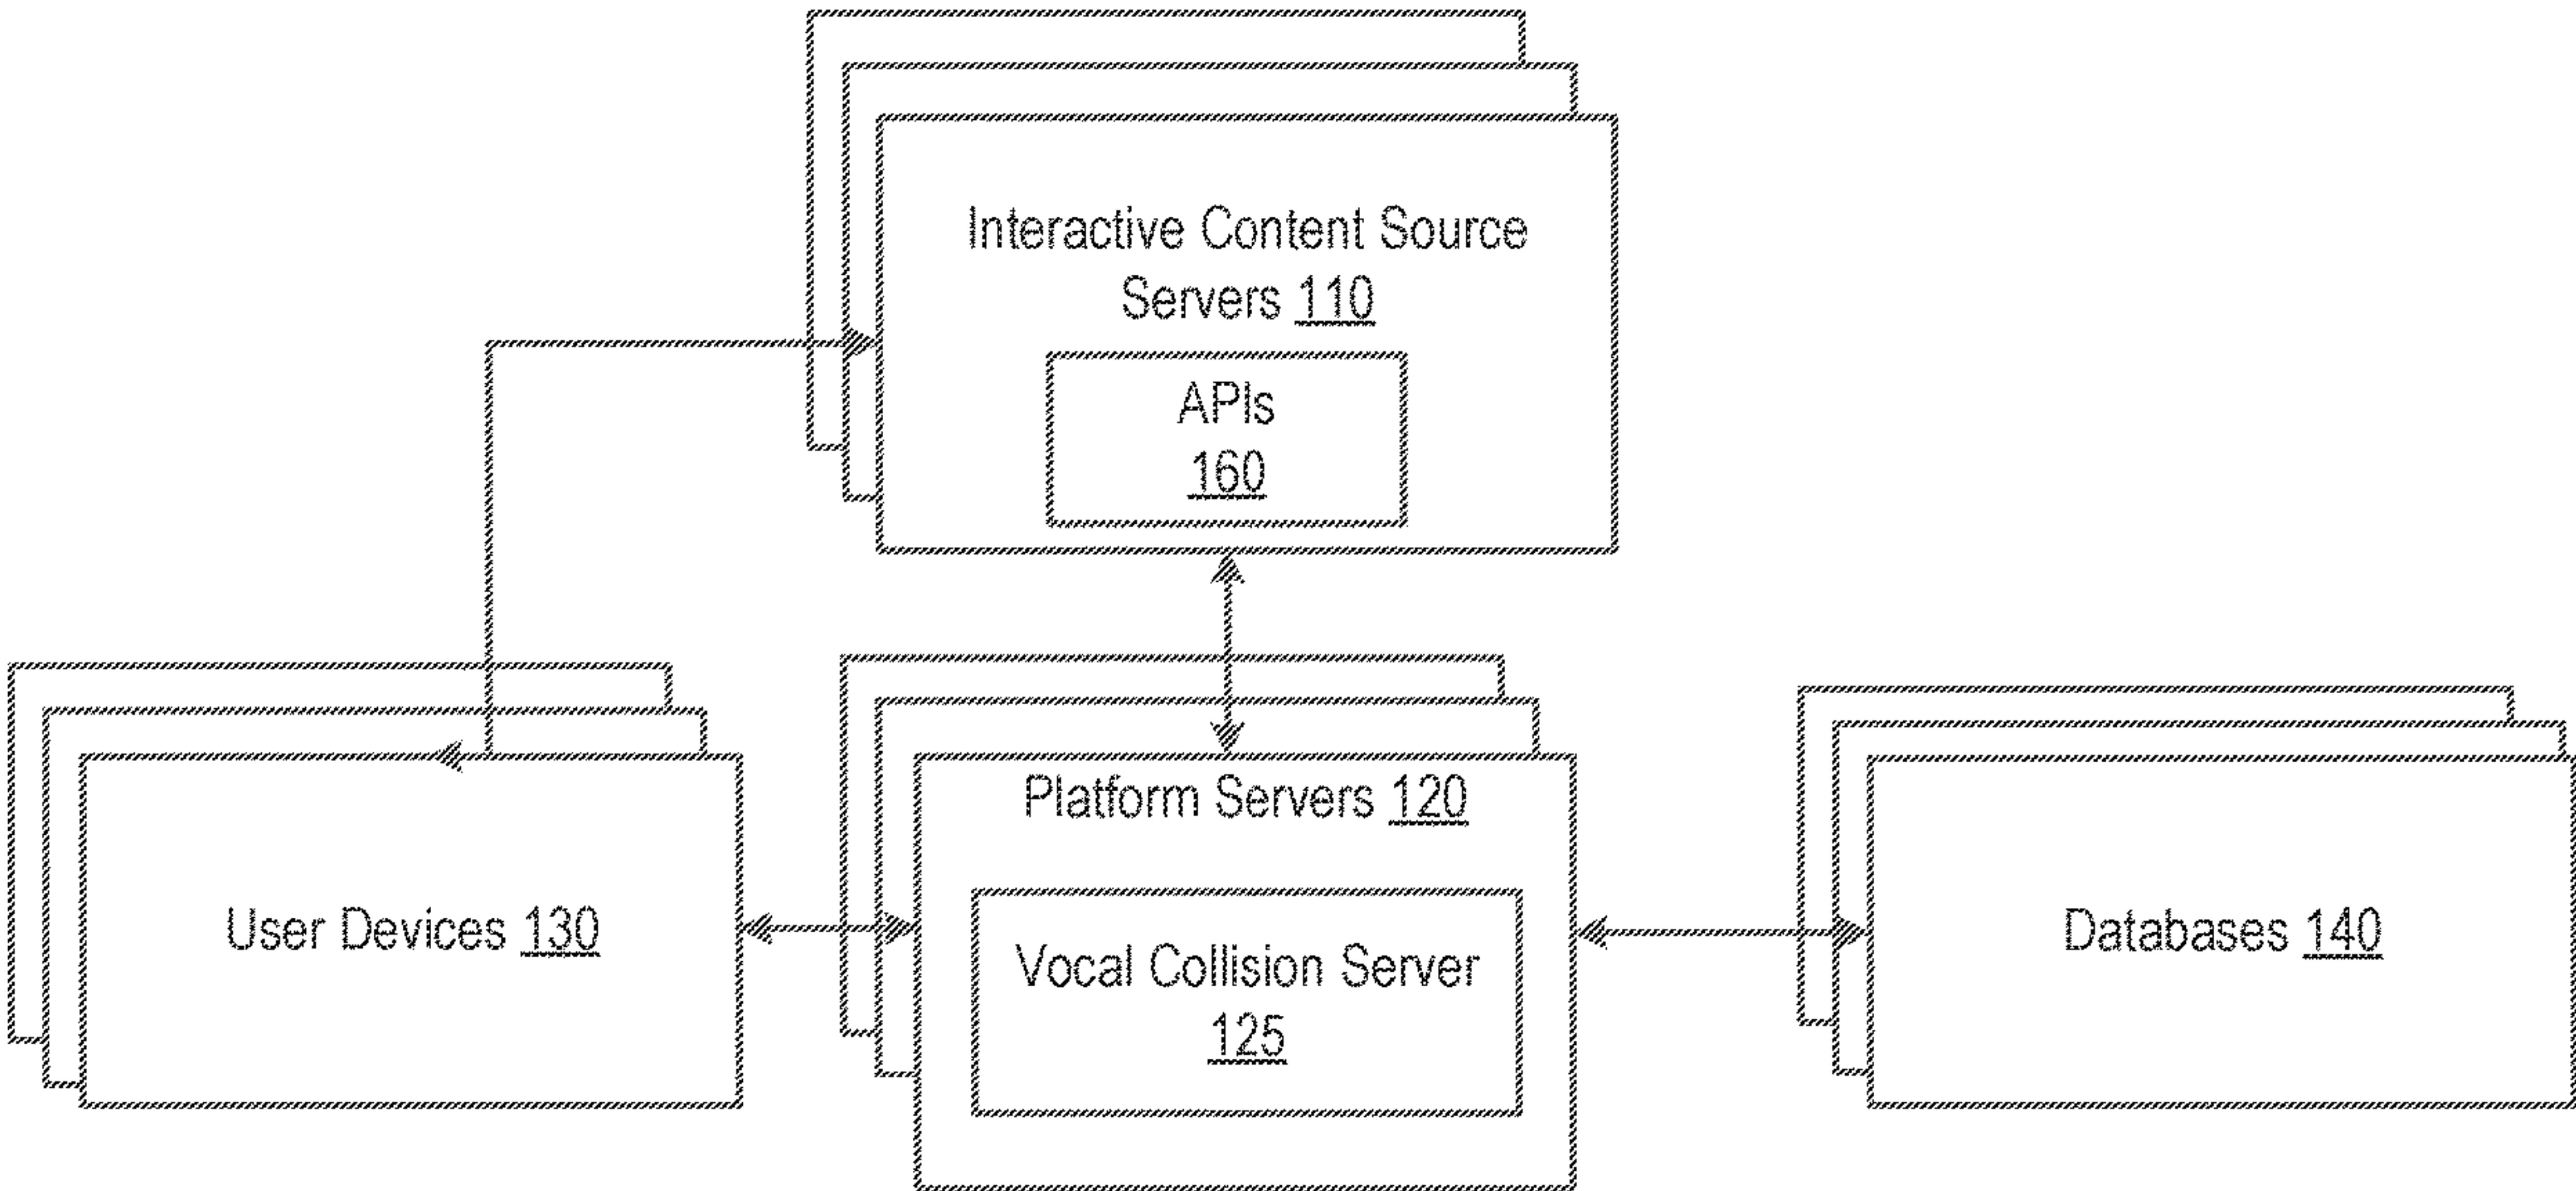 Interactive Content Source
Servers 110
APIs
160
Platform Servers 120
User Devices 130
Vocal Collision Server
125
Databases 140